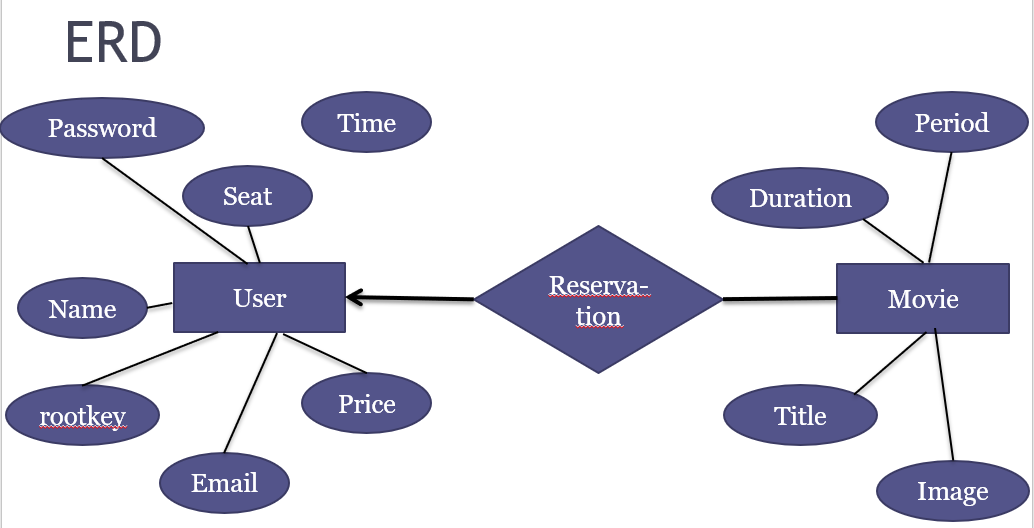 ERD
Password
Time
Period
Seat
Duration
Name
User
Reserva-
tion
Movie
rootkey
Price
Title
Email
Image